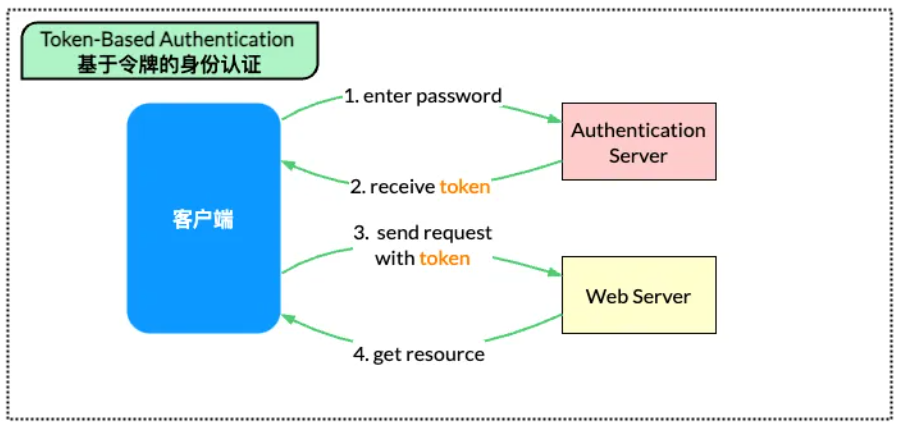 Token-Based Authentication
基于令牌的身份认证
1. enter password
Authentication
Server
2. receive token
客户端
3. send request
with token
Web Server
4. get resource